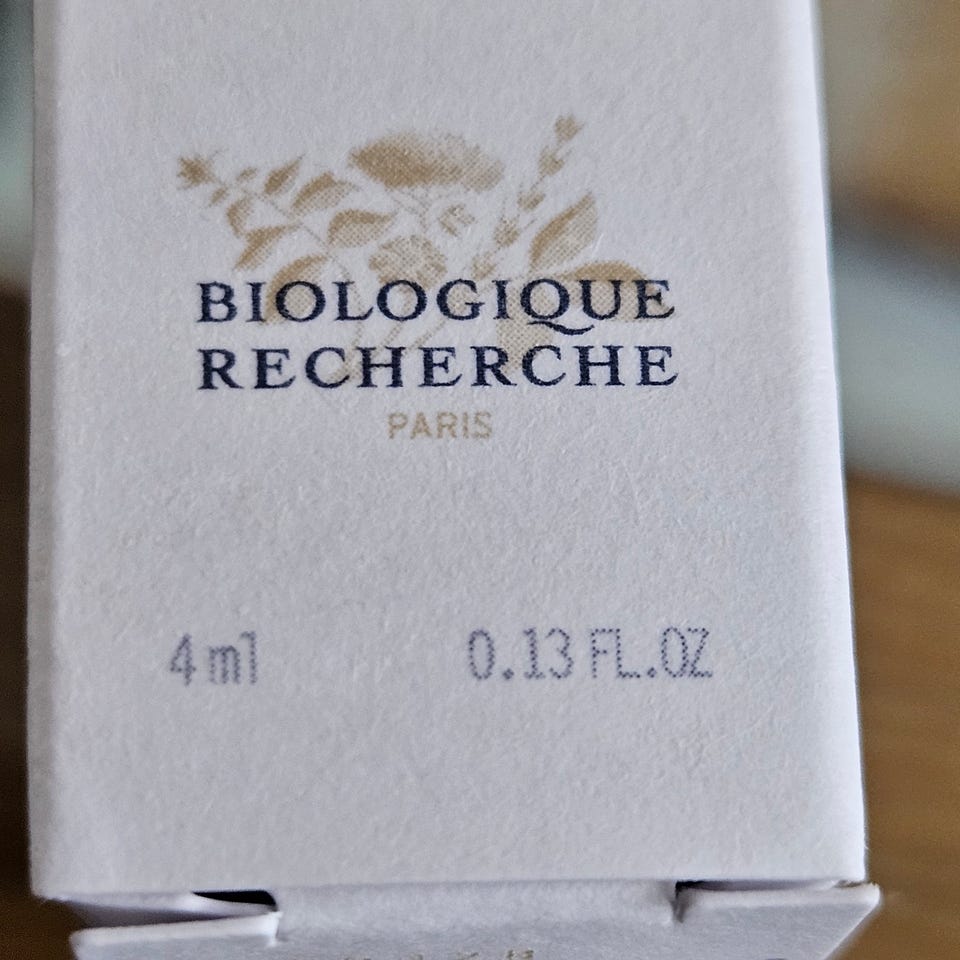 BIOLOGIQUE
RECHERCHE
PARIS
4 ml 0.13 FL.OZ